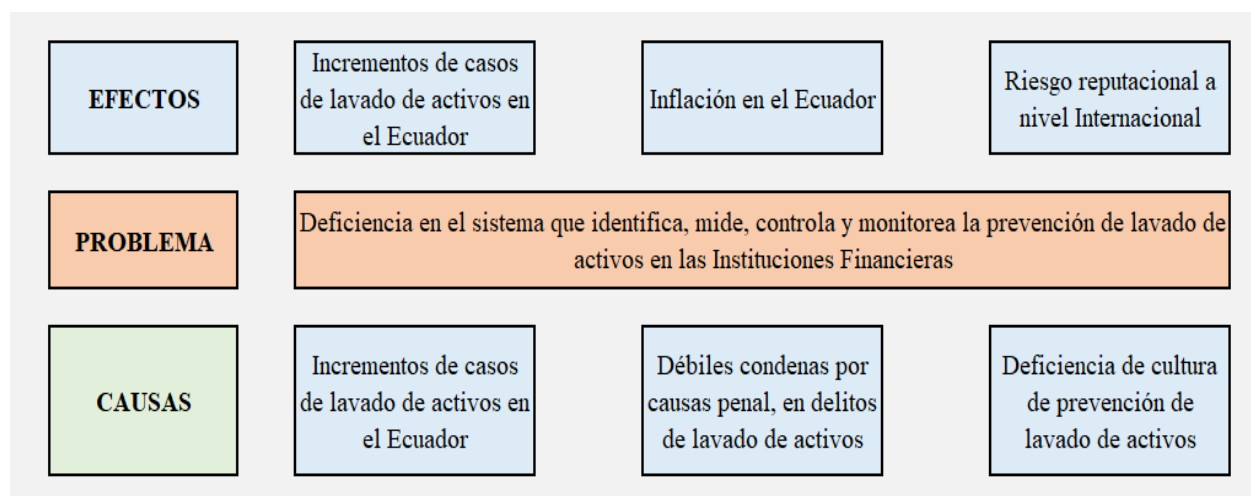 EFECTOS
Incrementos de casos
de lavado de activos en
el Ecuador
Inflación en el Ecuador
Riesgo reputacional a
nivel Internacional
PROBLEMA
Deficiencia en el sistema que identifica, mide, controla y monitorea la prevención de lavado de
activos en las Instituciones Financieras
CAUSAS
Incrementos de casos
de lavado de activos en
el Ecuador
Débiles condenas por
causas penal, en delitos
de lavado de activos
Deficiencia de cultura
de prevención de
lavado de activos